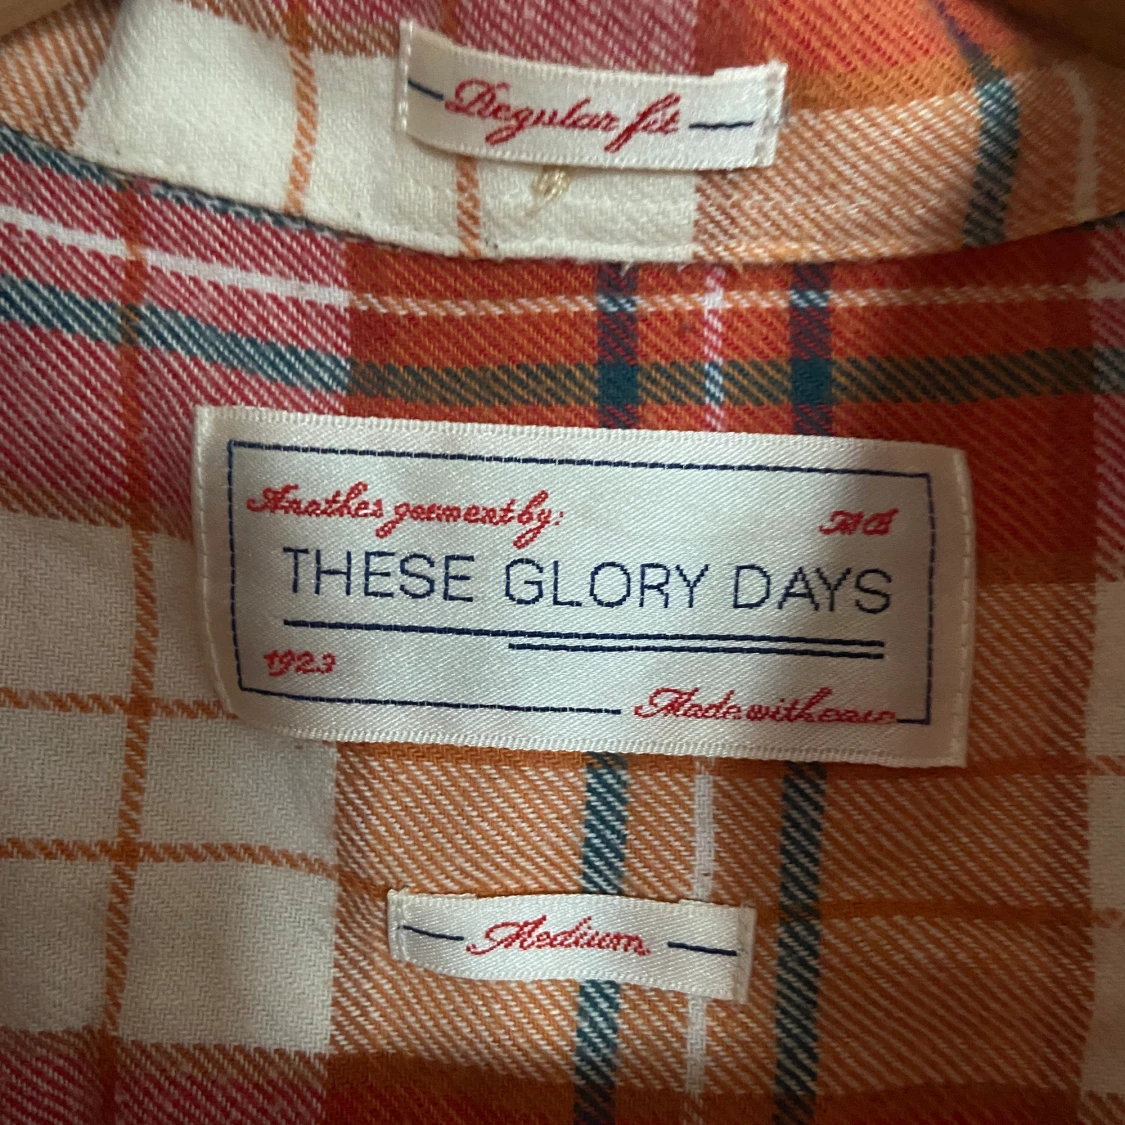 Regular fit
Another garment by:
THESE GLORY DAYS
1923
Made with care
Medium